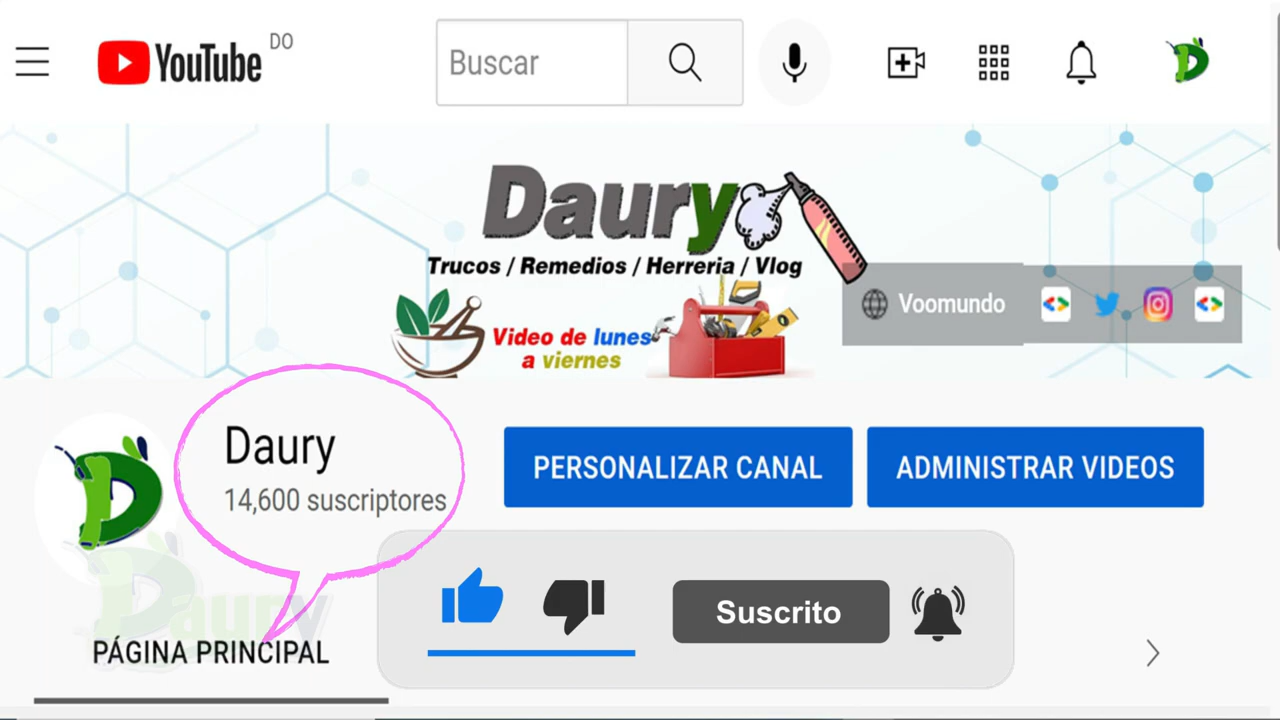 YouTube DO
Buscar
Daury
Trucos / Remedios / Herreria / Vlog
Voomundo
Video de lunes
a viernes
Daury
14,600 suscriptores
PERSONALIZAR CANAL
ADMINISTRAR VIDEOS
Daury
Suscrito
PÁGINA PRINCIPAL